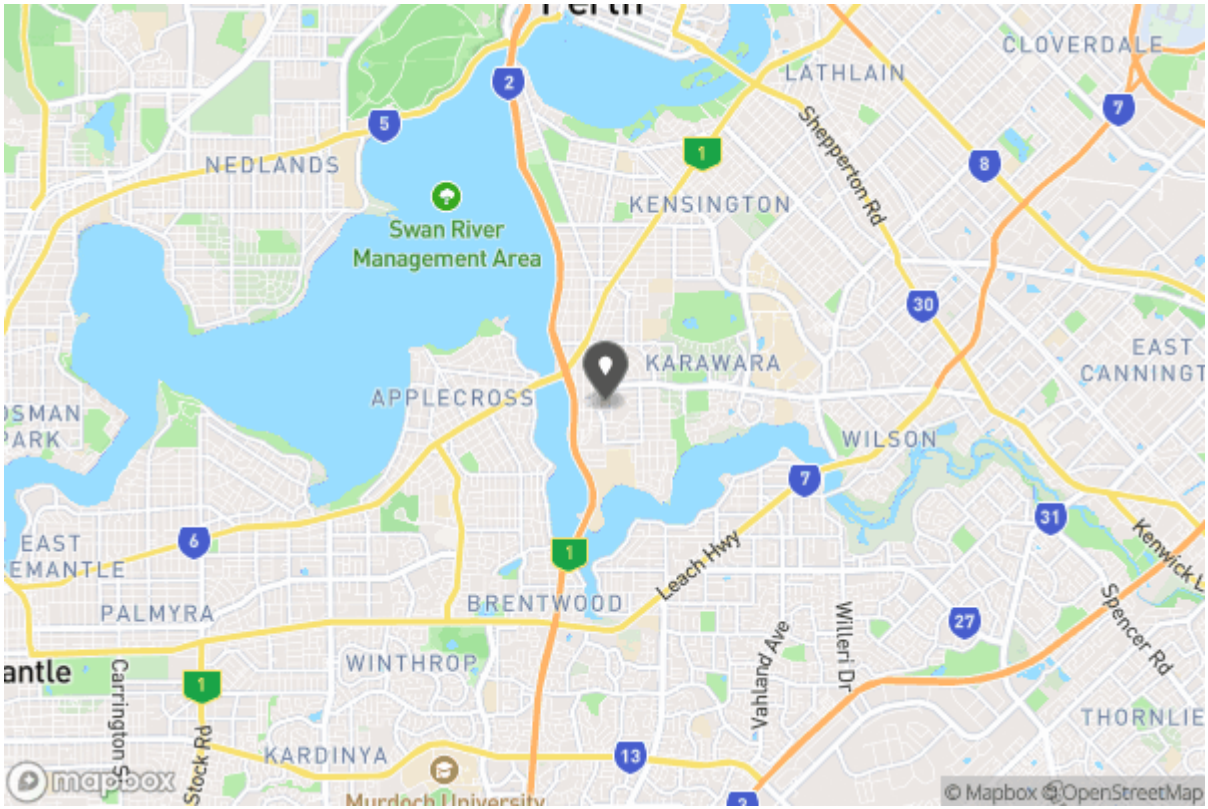 Perth
CLOVERDALE
LATHLAIN
2
7
5
Shepperton Rd
1
8
NEDLANDS
KENSINGTON
Swan River
Management Area
30
KARAWARA
EAST
CANNINGT
APPLECROSS
OSMAN
PARK
WILSON
7
31
6
EAST
EMANTLE
1
Leach Hwy
Kenwick L
PALMYRA
BRENTWOOD
27
Spencer Rd
Willeri Dr
Vahland Ave
antle
WINTHROP
1
Carrington S
Stock Rd
THORNLIE
KARDINYA
13
mapbox
Murdoch University
2
© Mapbox © OpenStreetMap